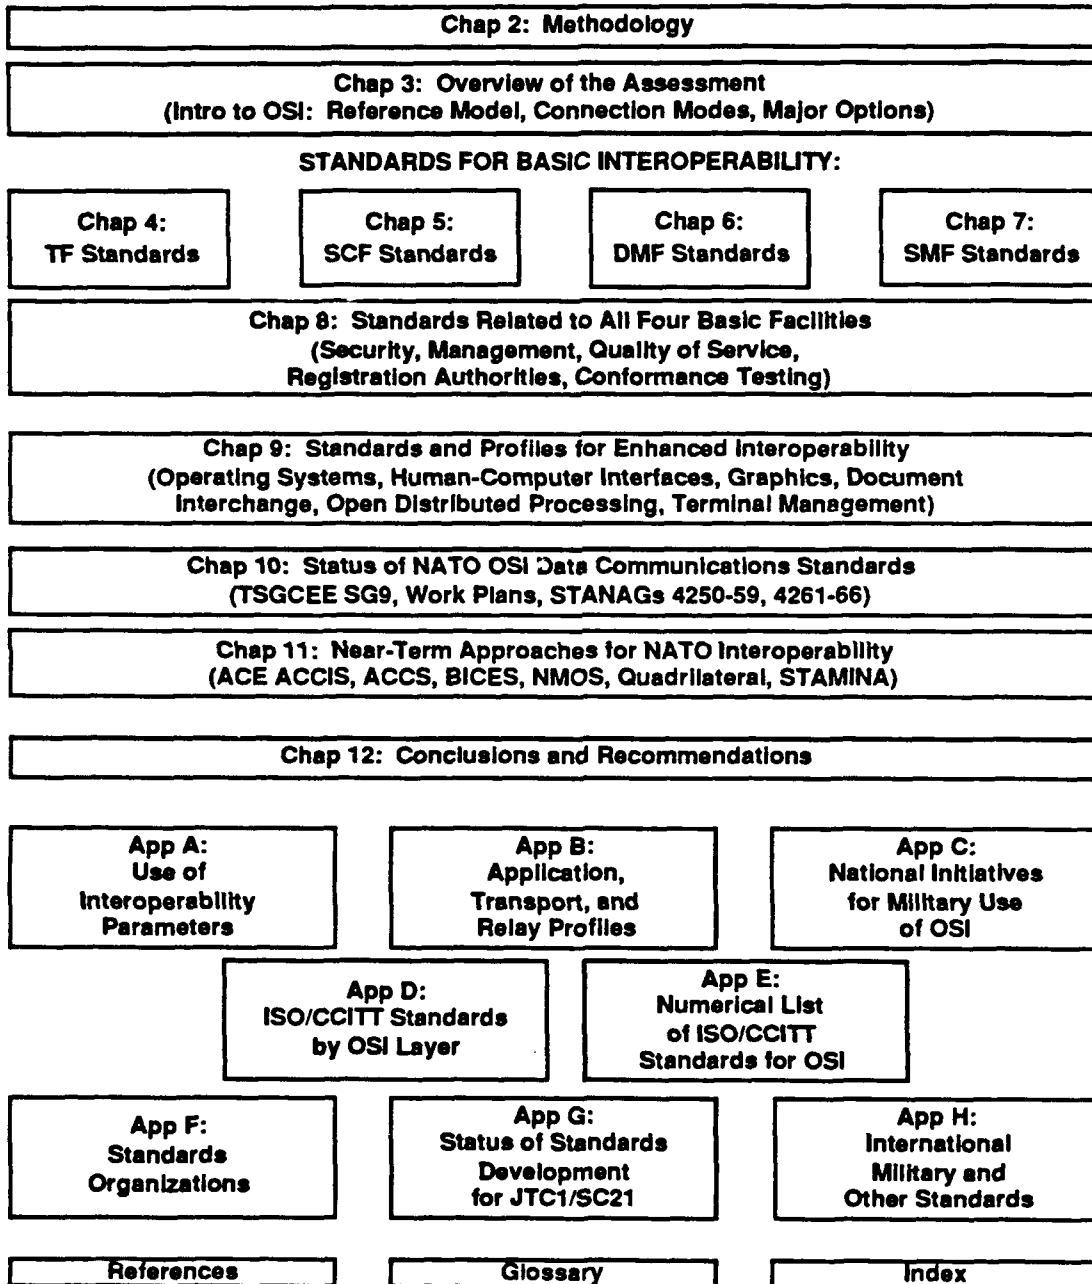 Chap 2: Methodology
Chap 3: Overview of the Assessment
(Intro to OSI: Reference Model, Connection Modes, Major Options)
STANDARDS FOR BASIC INTEROPERABILITY:
Chap 4:
TF Standards
Chap 5:
SCF Standards
Chap 6:
DMF Standards
Chap 7:
SMF Standards
Chap 8: Standards Related to All Four Basic Facilities
(Security, Management, Quality of Service,
Registration Authorities, Conformance Testing)
Chap 9: Standards and Profiles for Enhanced Interoperability
(Operating Systems, Human-Computer Interfaces, Graphics, Document
Interchange, Open Distributed Processing, Terminal Management)
Chap 10: Status of NATO OSI Data Communications Standards
(TSGCEE SG9, Work Plans, STANAGs 4250-59, 4261-66)
Chap 11: Near-Term Approaches for NATO Interoperability
(ACE ACCIS, ACCS, BICES, NMOS, Quadrilateral, STAMINA)
Chap 12: Conclusions and Recommendations
App A:
Use of
Interoperability
Parameters
App B:
Application,
Transport, and
Relay Profiles
App C:
National Initiatives
for Military Use
of OSI
App D:
ISO/CCITT Standards
by OSI Layer
App E:
Numerical List
of ISO/CCITT
Standards for OSI
App F:
Standards
Organizations
App G:
Status of Standards
Development
for JTC1/SC21
App H:
International
Military and
Other Standards
References
Glossary
Index